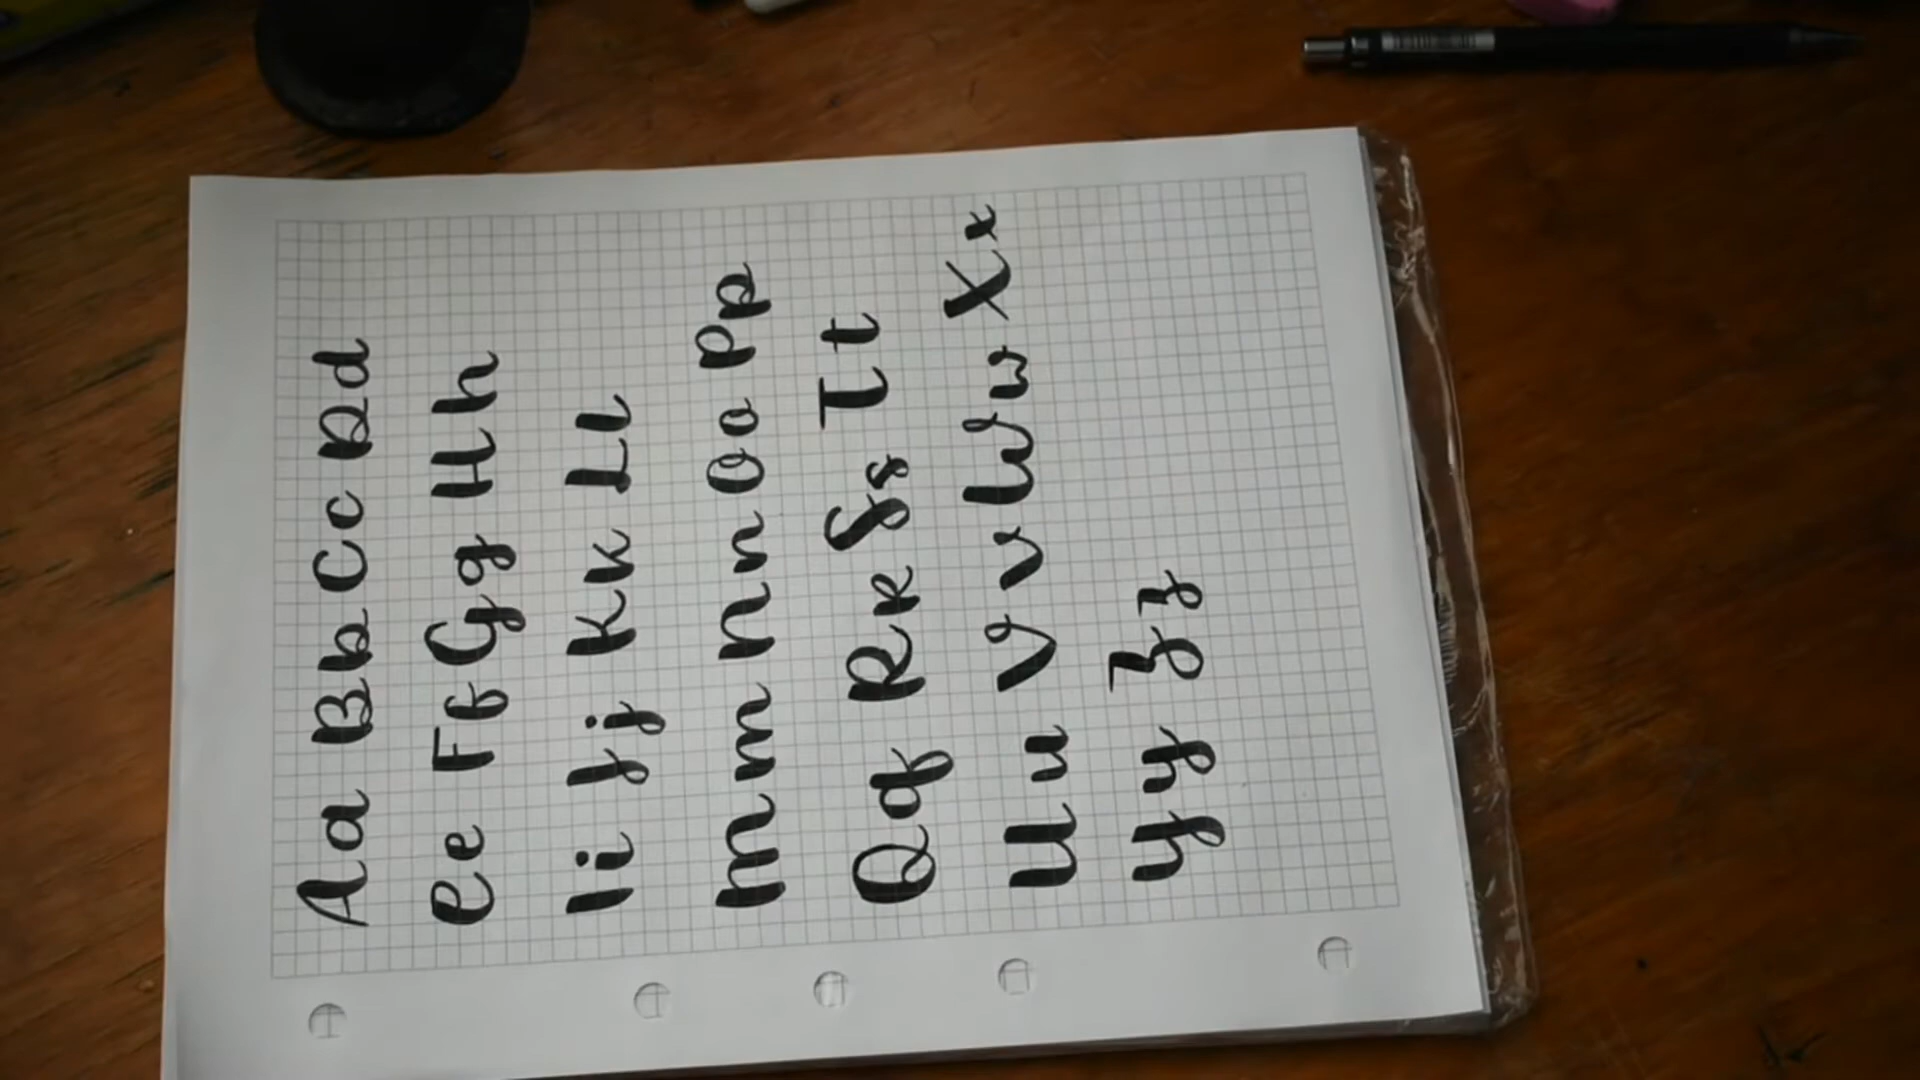 Aa Bb Cc Dd
Ee Ff Gg Hh
Ii Jj Kk Ll
Mm Nn Oo Pp
Qq Rr Ss Tt
Uu Vv Ww Xx
Yy Zz